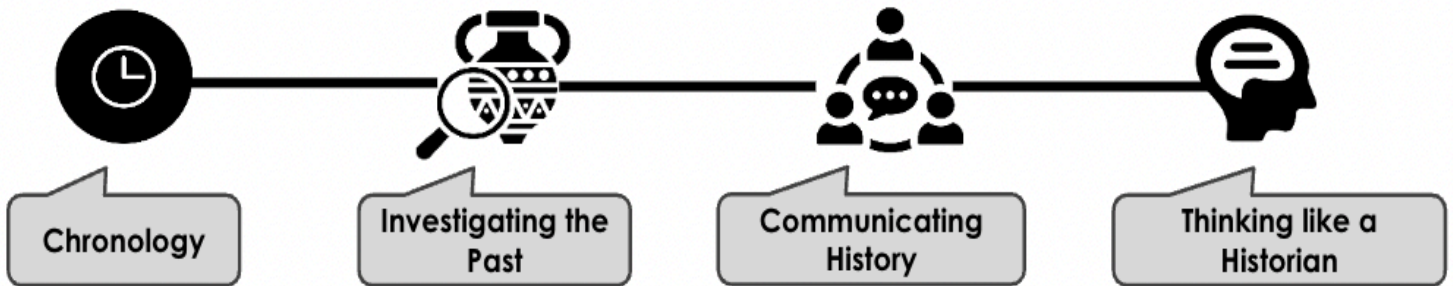 Chronology
Investigating the
Past
Communicating
History
Thinking like a
Historian